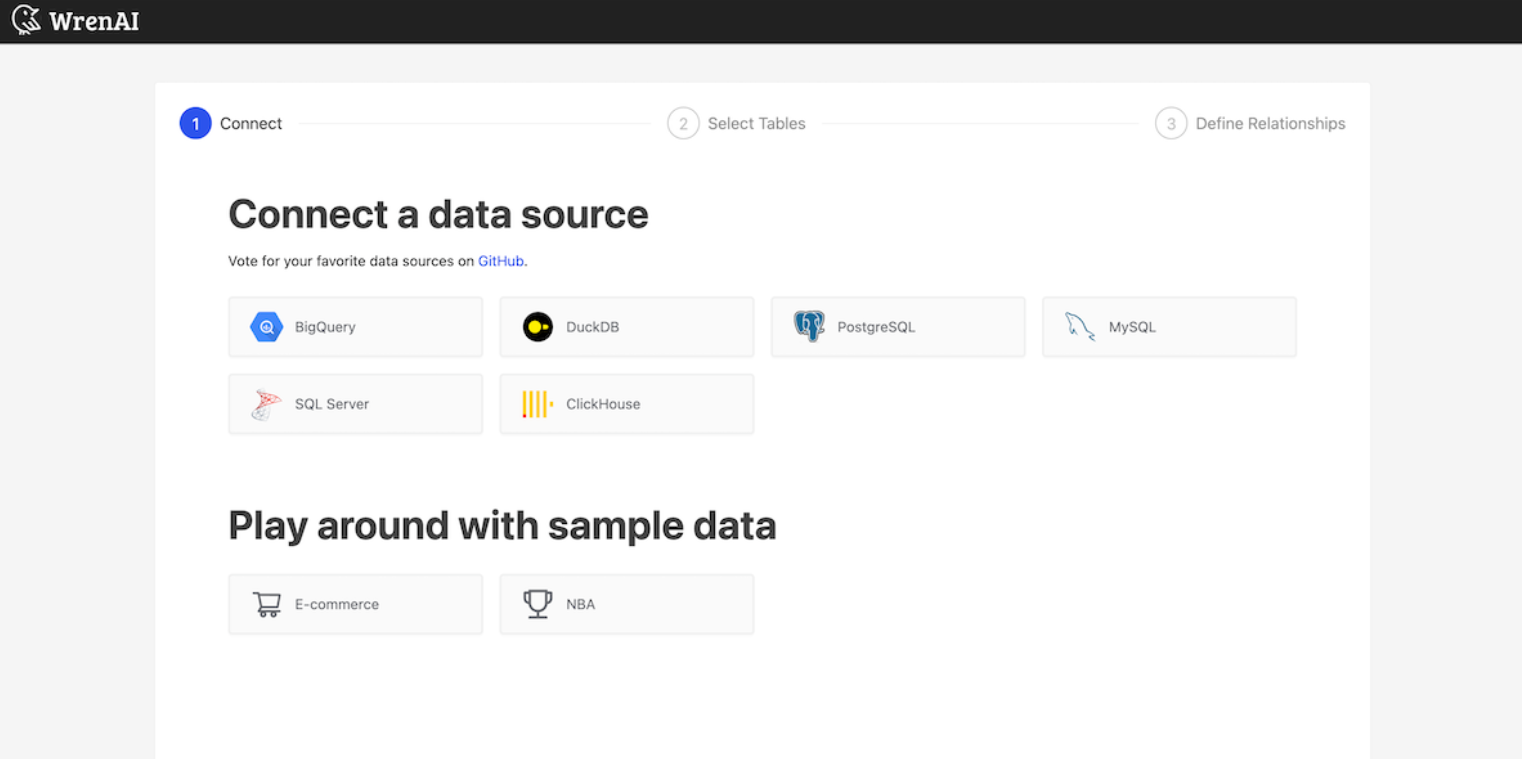 WrenAI
1 Connect 2 Select Tables 3 Define Relationships
Connect a data source
Vote for your favorite data sources on GitHub.
BigQuery DuckDB PostgreSQL MySQL
SQL Server ClickHouse
Play around with sample data
E-commerce NBA